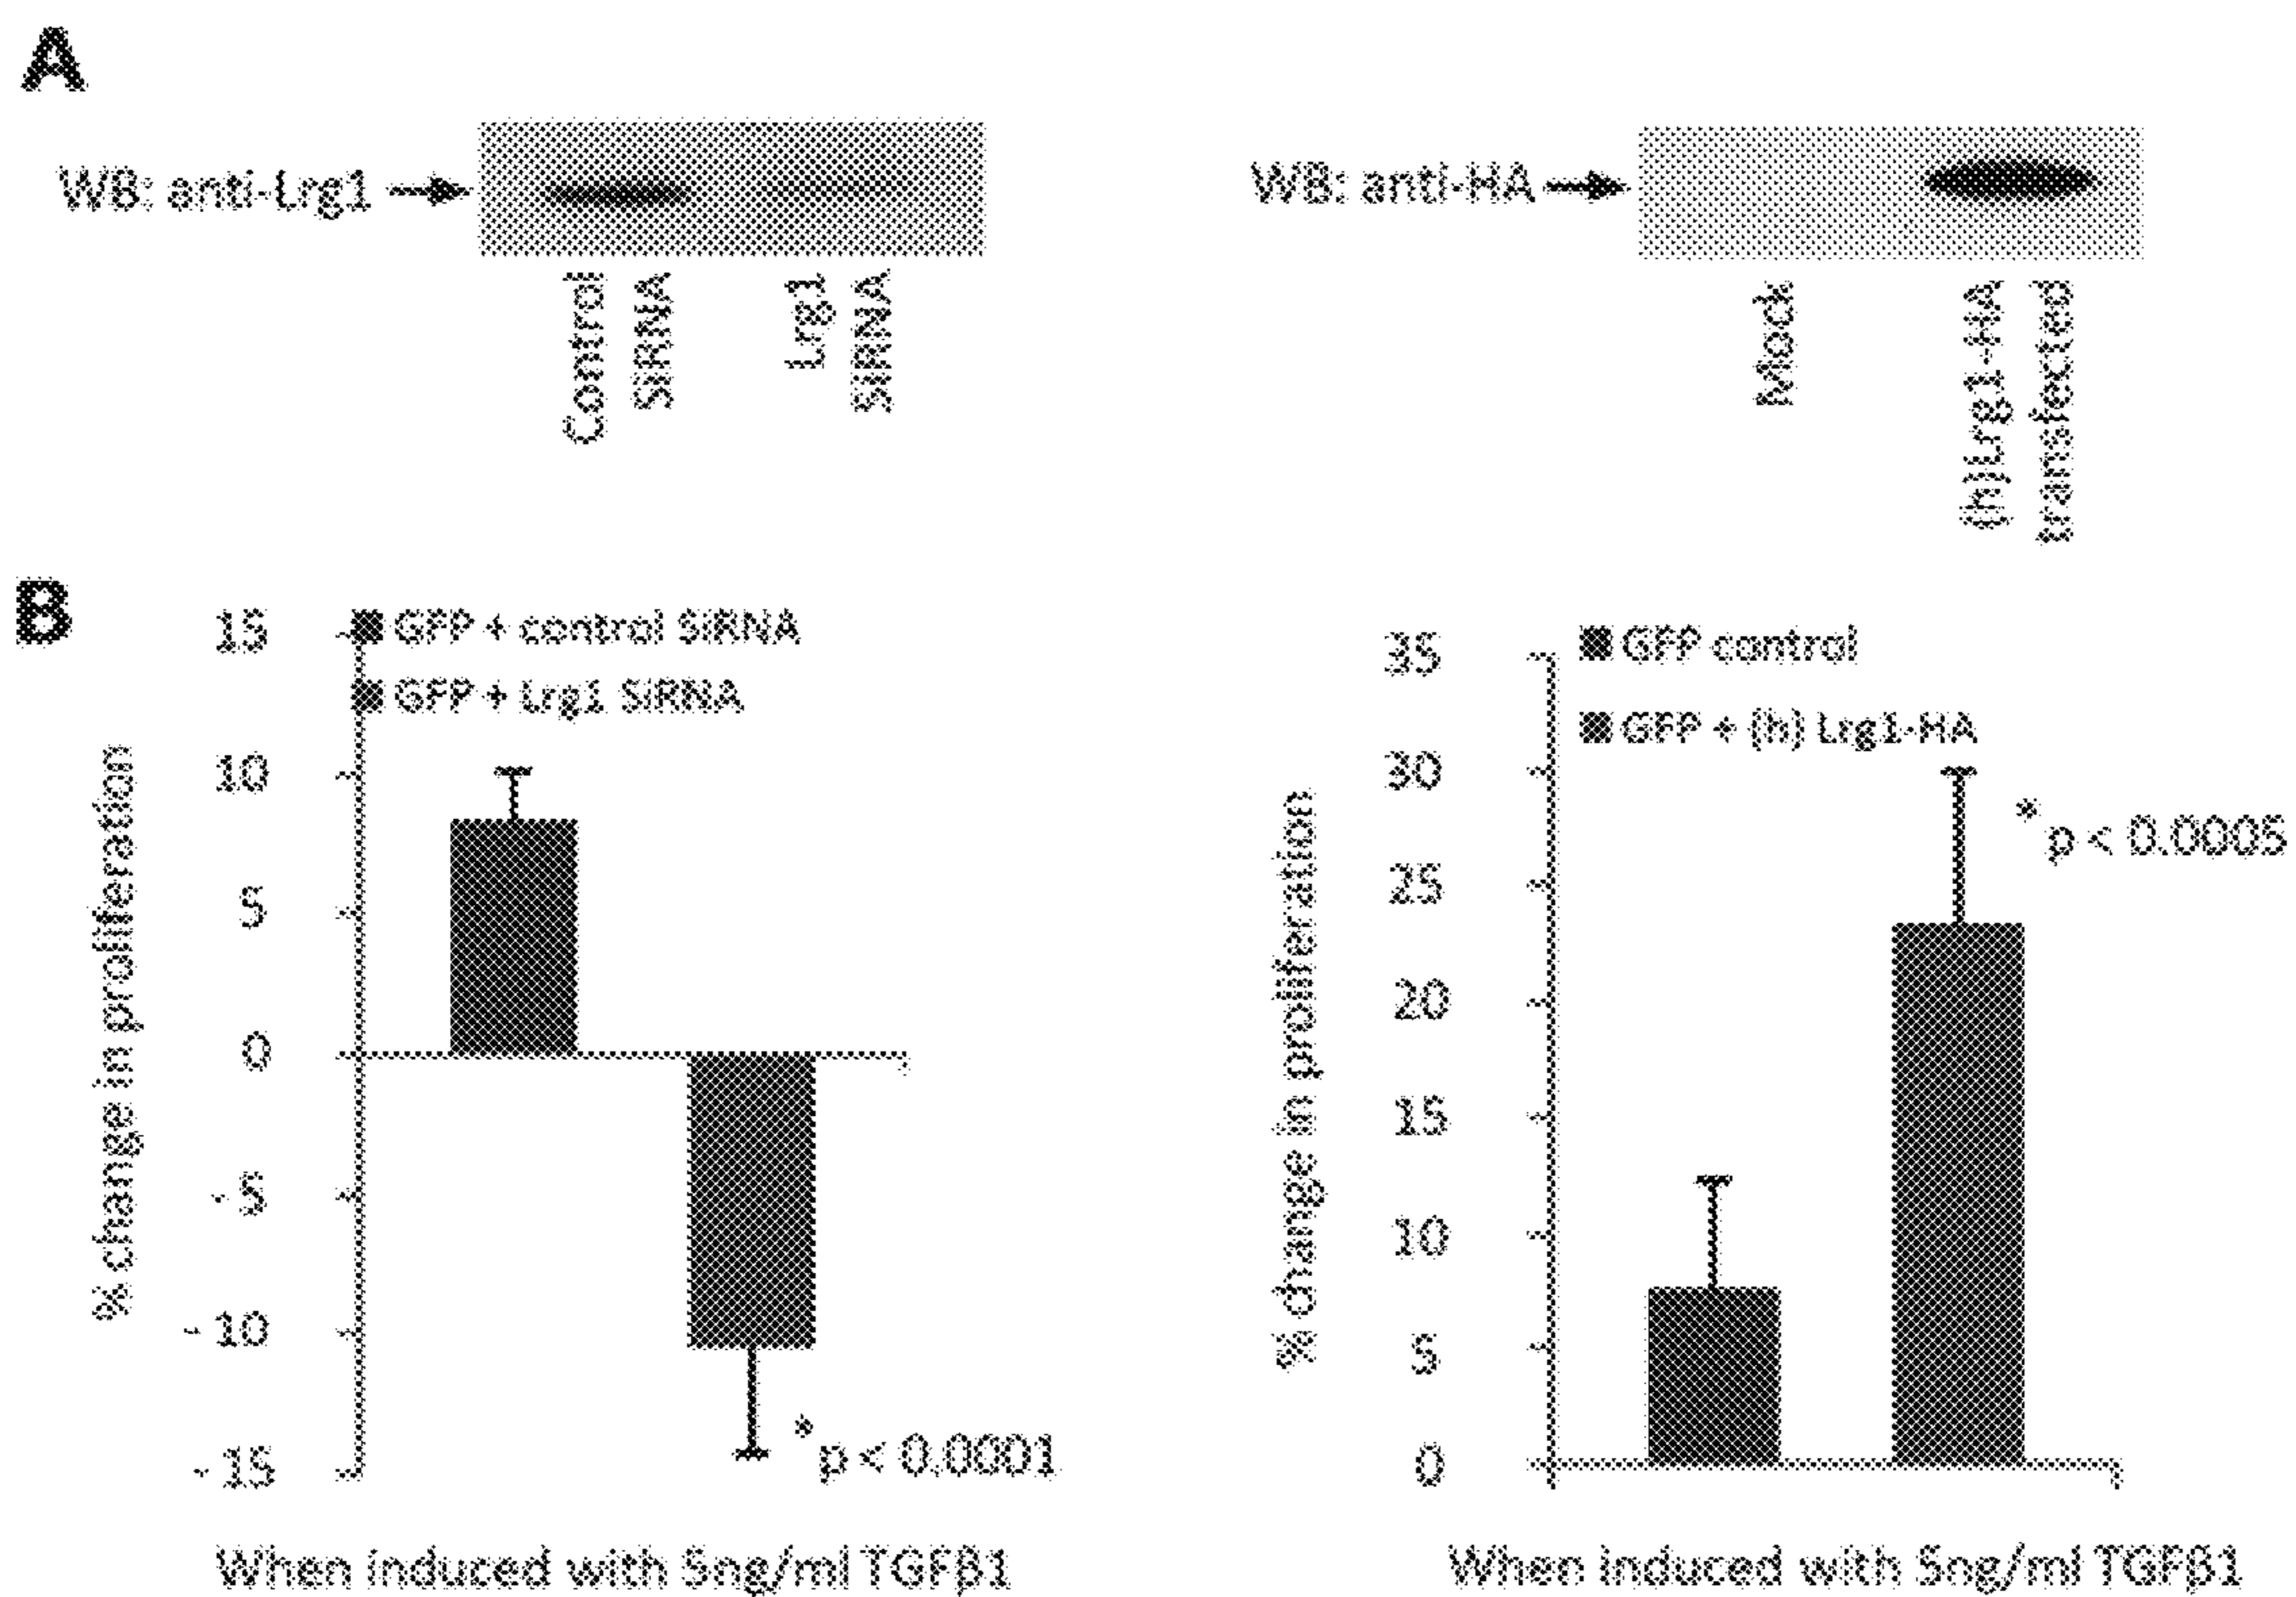 A
WB: anti-Lrg1
Control
SiRNA
Lrg1
SiRNA
WB: anti-HA
Mock
(h)Lrg1-HA
transfected
B
% change in proliferation
15
10
5
0
-5
-10
-15
GFP + control SiRNA
GFP + Lrg1 SiRNA
* p < 0.0001
When induced with 5ng/ml TGFβ1
% change in proliferation
35
30
25
20
15
10
5
0
GFP control
GFP + (h) Lrg1-HA
* p < 0.0005
When induced with 5ng/ml TGFβ1